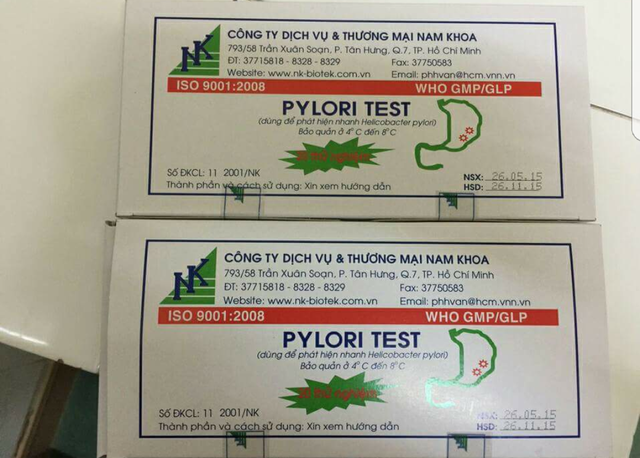 NK
CÔNG TY DỊCH VỤ & THƯƠNG MẠI NAM KHOA
793/58 Trần Xuân Soạn, P. Tân Hưng, Q.7, TP. Hồ Chí Minh
ĐT: 37715818 - 8328 - 8329 Fax: 37750583
Website: www.nk-biotek.com.vn Email: phhvan@hcm.vnn.vn
ISO 9001:2008 WHO GMP/GLP
PYLORI TEST
(dùng để phát hiện nhanh Helicobacter pylori)
Bảo quản ở 4°C đến 8°C
thử nghiệm
Số ĐKCL: 11 2001/NK NSX: 26.05.15
Thành phần và cách sử dụng: Xin xem hướng dẫn HSD: 26.11.15
NK
CÔNG TY DỊCH VỤ & THƯƠNG MẠI NAM KHOA
793/58 Trần Xuân Soạn, P. Tân Hưng, Q.7, TP. Hồ Chí Minh
ĐT: 37715818 - 8328 - 8329 Fax: 37750583
Website: www.nk-biotek.com.vn Email: phhvan@hcm.vnn.vn
ISO 9001:2008 WHO GMP/GLP
PYLORI TEST
(dùng để phát hiện nhanh Helicobacter pylori)
Bảo quản ở 4°C đến 8°C
thử nghiệm
Số ĐKCL: 11 2001/NK NSX: 26.05.15
Thành phần và cách sử dụng: Xin xem hướng dẫn HSD: 26.11.15